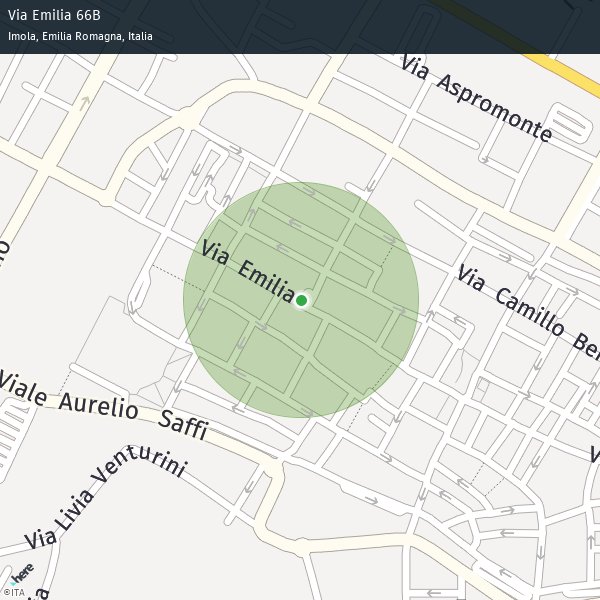 Via Emilia 66B
Imola, Emilia Romagna, Italia
Via Aspromonte
Via Emilia
Via Camillo Ber
Viale Aurelio Saffi
Via Livia Venturini
here
©ITA